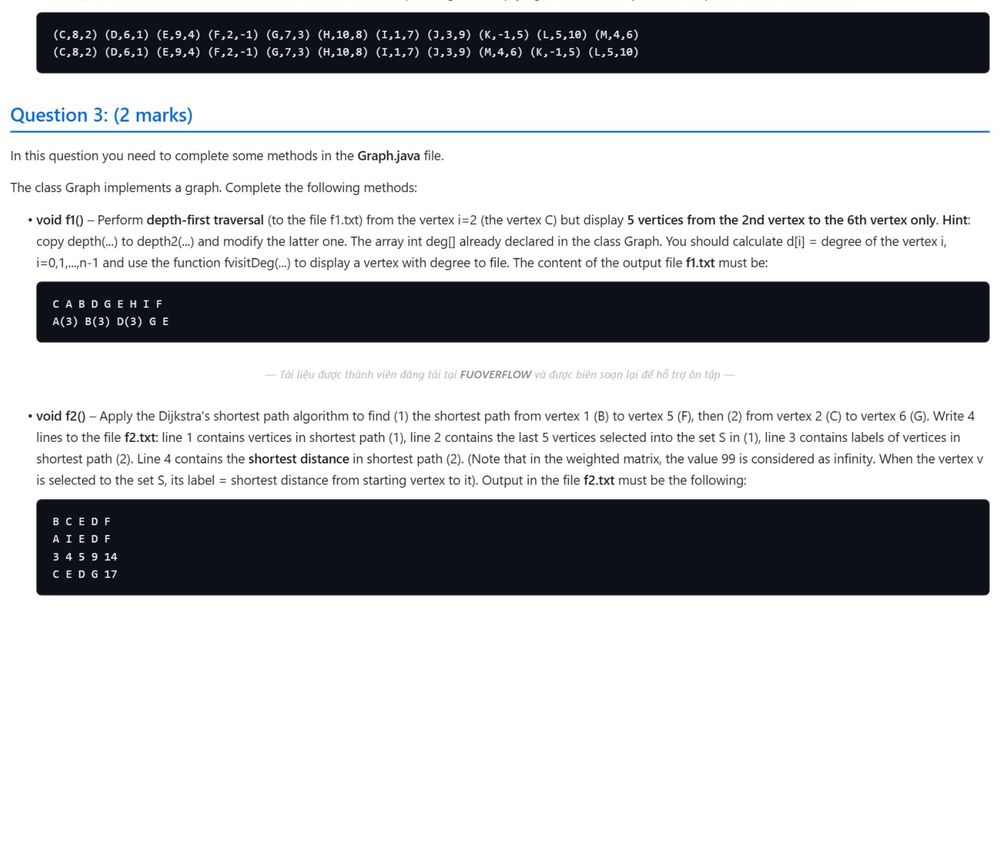 (C,8,2) (D,6,1) (E,9,4) (F,2,-1) (G,7,3) (H,10,8) (I,1,7) (J,3,9) (K,-1,5) (L,5,10) (M,4,6)
(C,8,2) (D,6,1) (E,9,4) (F,2,-1) (G,7,3) (H,10,8) (I,1,7) (J,3,9) (M,4,6) (K,-1,5) (L,5,10)
Question 3: (2 marks)
In this question you need to complete some methods in the Graph.java file.
The class Graph implements a graph. Complete the following methods:
• void f1() – Perform depth-first traversal (to the file f1.txt) from the vertex i=2 (the vertex C) but display 5 vertices from the 2nd vertex to the 6th vertex only. Hint:
copy depth(...) to depth2(...) and modify the latter one. The array int deg[] already declared in the class Graph. You should calculate d[i] = degree of the vertex i,
i=0,1,...,n-1 and use the function fvisitDeg(...) to display a vertex with degree to file. The content of the output file f1.txt must be:
C A B D G E H I F
A(3) B(3) D(3) G E
— Tài liệu được thành viên đăng tải tại FUOVERFLOW và được biên soạn lại để hỗ trợ ôn tập —
• void f2() – Apply the Dijkstra's shortest path algorithm to find (1) the shortest path from vertex 1 (B) to vertex 5 (F), then (2) from vertex 2 (C) to vertex 6 (G). Write 4
lines to the file f2.txt: line 1 contains vertices in shortest path (1), line 2 contains the last 5 vertices selected into the set S in (1), line 3 contains labels of vertices in
shortest path (2). Line 4 contains the shortest distance in shortest path (2). (Note that in the weighted matrix, the value 99 is considered as infinity. When the vertex v
is selected to the set S, its label = shortest distance from starting vertex to it). Output in the file f2.txt must be the following:
B C E D F
A I E D F
3 4 5 9 14
C E D G 17